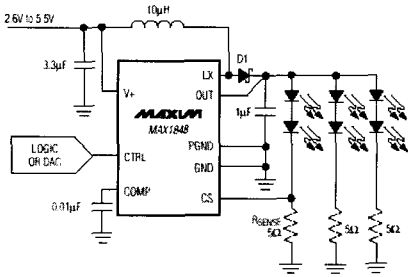 10µH
2.6V to 5.5V
3.3µF
V+
LX
D1
OUT
MAXIM
MAX1848
1µF
PGND
GND
LOGIC
OR DAC
CTRL
COMP
CS
0.01µF
RSENSE
5Ω
5Ω
5Ω